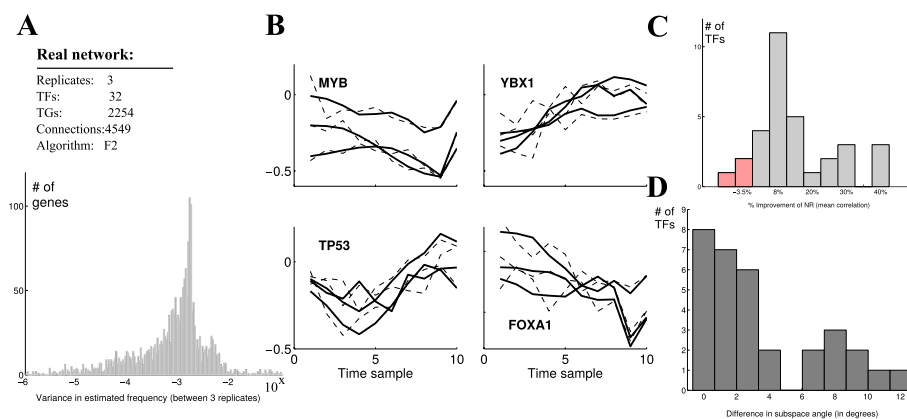 A
Real network:
Replicates: 3
TFs: 32
TGs: 2254
Connections:4549
Algorithm: F2
# of
genes
100
50
0
−6 −5 −4 −3 −2 10^x
Variance in estimated frequency (between 3 replicates)
B
MYB
0
−0.5
YBX1
TP53
0
−0.5
0 5 10
Time sample
FOXA1
0 5 10
Time sample
C
# of
TFs
10
5
0
−3.5% 8% 20% 30% 40%
% Improvement of NR (mean correlation)
D
# of
TFs
9
8
7
6
5
4
3
2
1
0
0 2 4 6 8 10 12
Difference in subspace angle (in degrees)